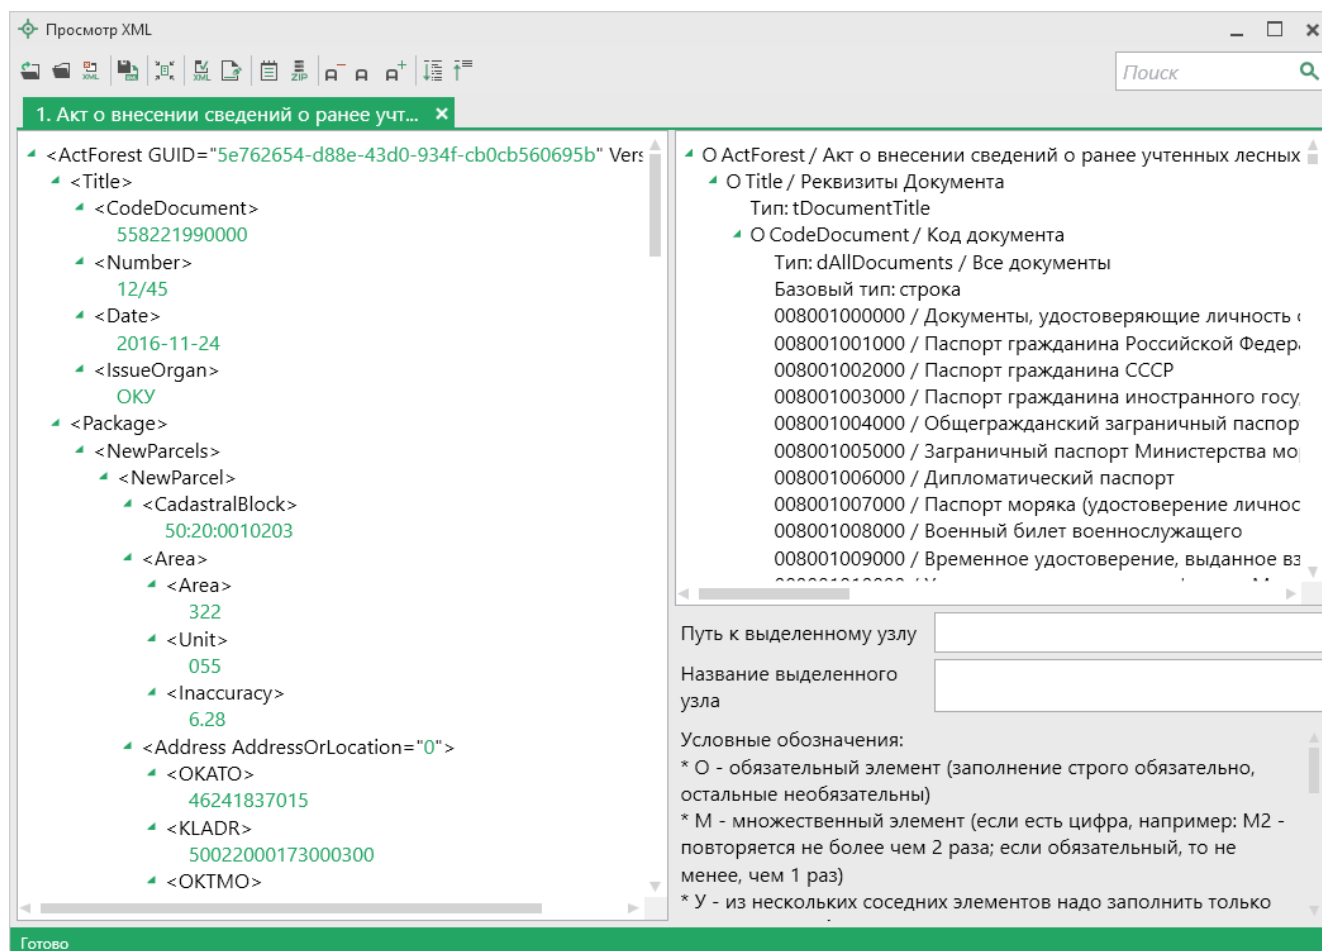 Просмотр XML
XML
XML
ZIP
Поиск
1. Акт о внесении сведений о ранее учт...
<ActForest GUID="5e762654-d88e-43d0-934f-cb0cb560695b" Vers
<Title>
<CodeDocument>
558221990000
<Number>
12/45
<Date>
2016-11-24
<IssueOrgan>
ОКУ
<Package>
<NewParcels>
<NewParcel>
<CadastralBlock>
50:20:0010203
<Area>
<Area>
322
<Unit>
055
<Inaccuracy>
6.28
<Address AddressOrLocation="0">
<OKATO>
46241837015
<KLADR>
50022000173000300
<OKTMO>
О ActForest / Акт о внесении сведений о ранее учтенных лесных
О Title / Реквизиты Документа
Тип: tDocumentTitle
О CodeDocument / Код документа
Тип: dAllDocuments / Все документы
Базовый тип: строка
008001000000 / Документы, удостоверяющие личность
008001001000 / Паспорт гражданина Российской Федер
008001002000 / Паспорт гражданина СССР
008001003000 / Паспорт гражданина иностранного госу
008001004000 / Общегражданский заграничный паспор
008001005000 / Заграничный паспорт Министерства мо
008001006000 / Дипломатический паспорт
008001007000 / Паспорт моряка (удостоверение личнос
008001008000 / Военный билет военнослужащего
008001009000 / Временное удостоверение, выданное вз
Путь к выделенному узлу
Название выделенного
узла
Условные обозначения:
* О - обязательный элемент (заполнение строго обязательно,
остальные необязательны)
* М - множественный элемент (если есть цифра, например: М2 -
повторяется не более чем 2 раза; если обязательный, то не
менее, чем 1 раз)
* У - из нескольких соседних элементов надо заполнить только
Готово